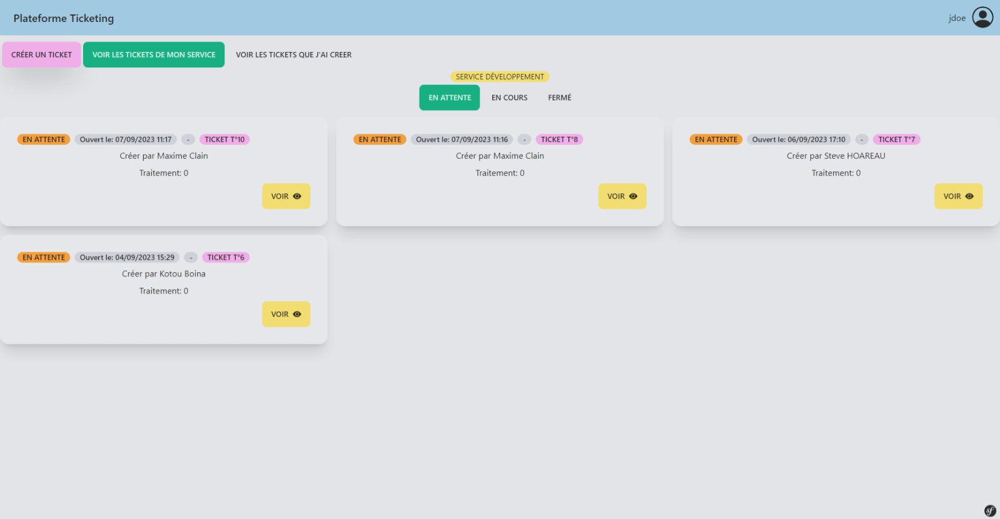 Plateforme Ticketing
jdoe
CRÉER UN TICKET
VOIR LES TICKETS DE MON SERVICE
VOIR LES TICKETS QUE J'AI CREER
SERVICE DÉVELOPPEMENT
EN ATTENTE
EN COURS
FERMÉ
EN ATTENTE Ouvert le: 07/09/2023 11:17 - TICKET T°10
Créer par Maxime Clain
Traitement: 0
VOIR
EN ATTENTE Ouvert le: 07/09/2023 11:16 - TICKET T°8
Créer par Maxime Clain
Traitement: 0
VOIR
EN ATTENTE Ouvert le: 06/09/2023 17:10 - TICKET T°7
Créer par Steve HOAREAU
Traitement: 0
VOIR
EN ATTENTE Ouvert le: 04/09/2023 15:29 - TICKET T°6
Créer par Kotou Boina
Traitement: 0
VOIR
sf